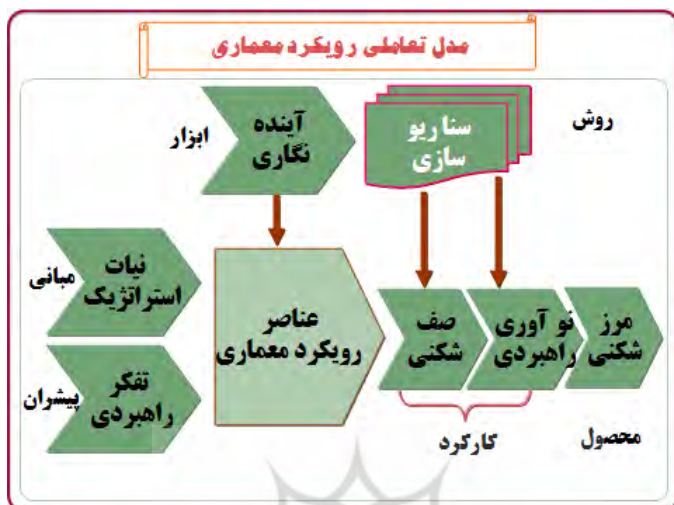 مدل تعاملی رویکرد معماری
روش
سناریو
سازی
آینده
نگاری
ابزار
نیات
استراتژیک
مبانی
تفکر
راهبردی
پیشران
عناصر
رویکرد معماری
صف
شکنی
نو آوری
راهبردی
مرز
شکنی
کارکرد
محصول